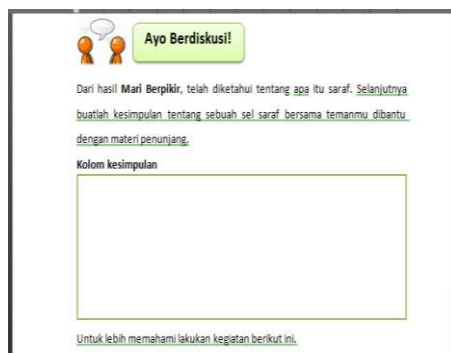 Ayo Berdiskusi!
Dari hasil Mari Berpikir, telah diketahui tentang apa itu saraf. Selanjutnya
buatlah kesimpulan tentang sebuah sel saraf bersama temanmu dibantu
dengan materi penunjang.
Kolom kesimpulan
Untuk lebih memahami lakukan kegiatan berikut ini.